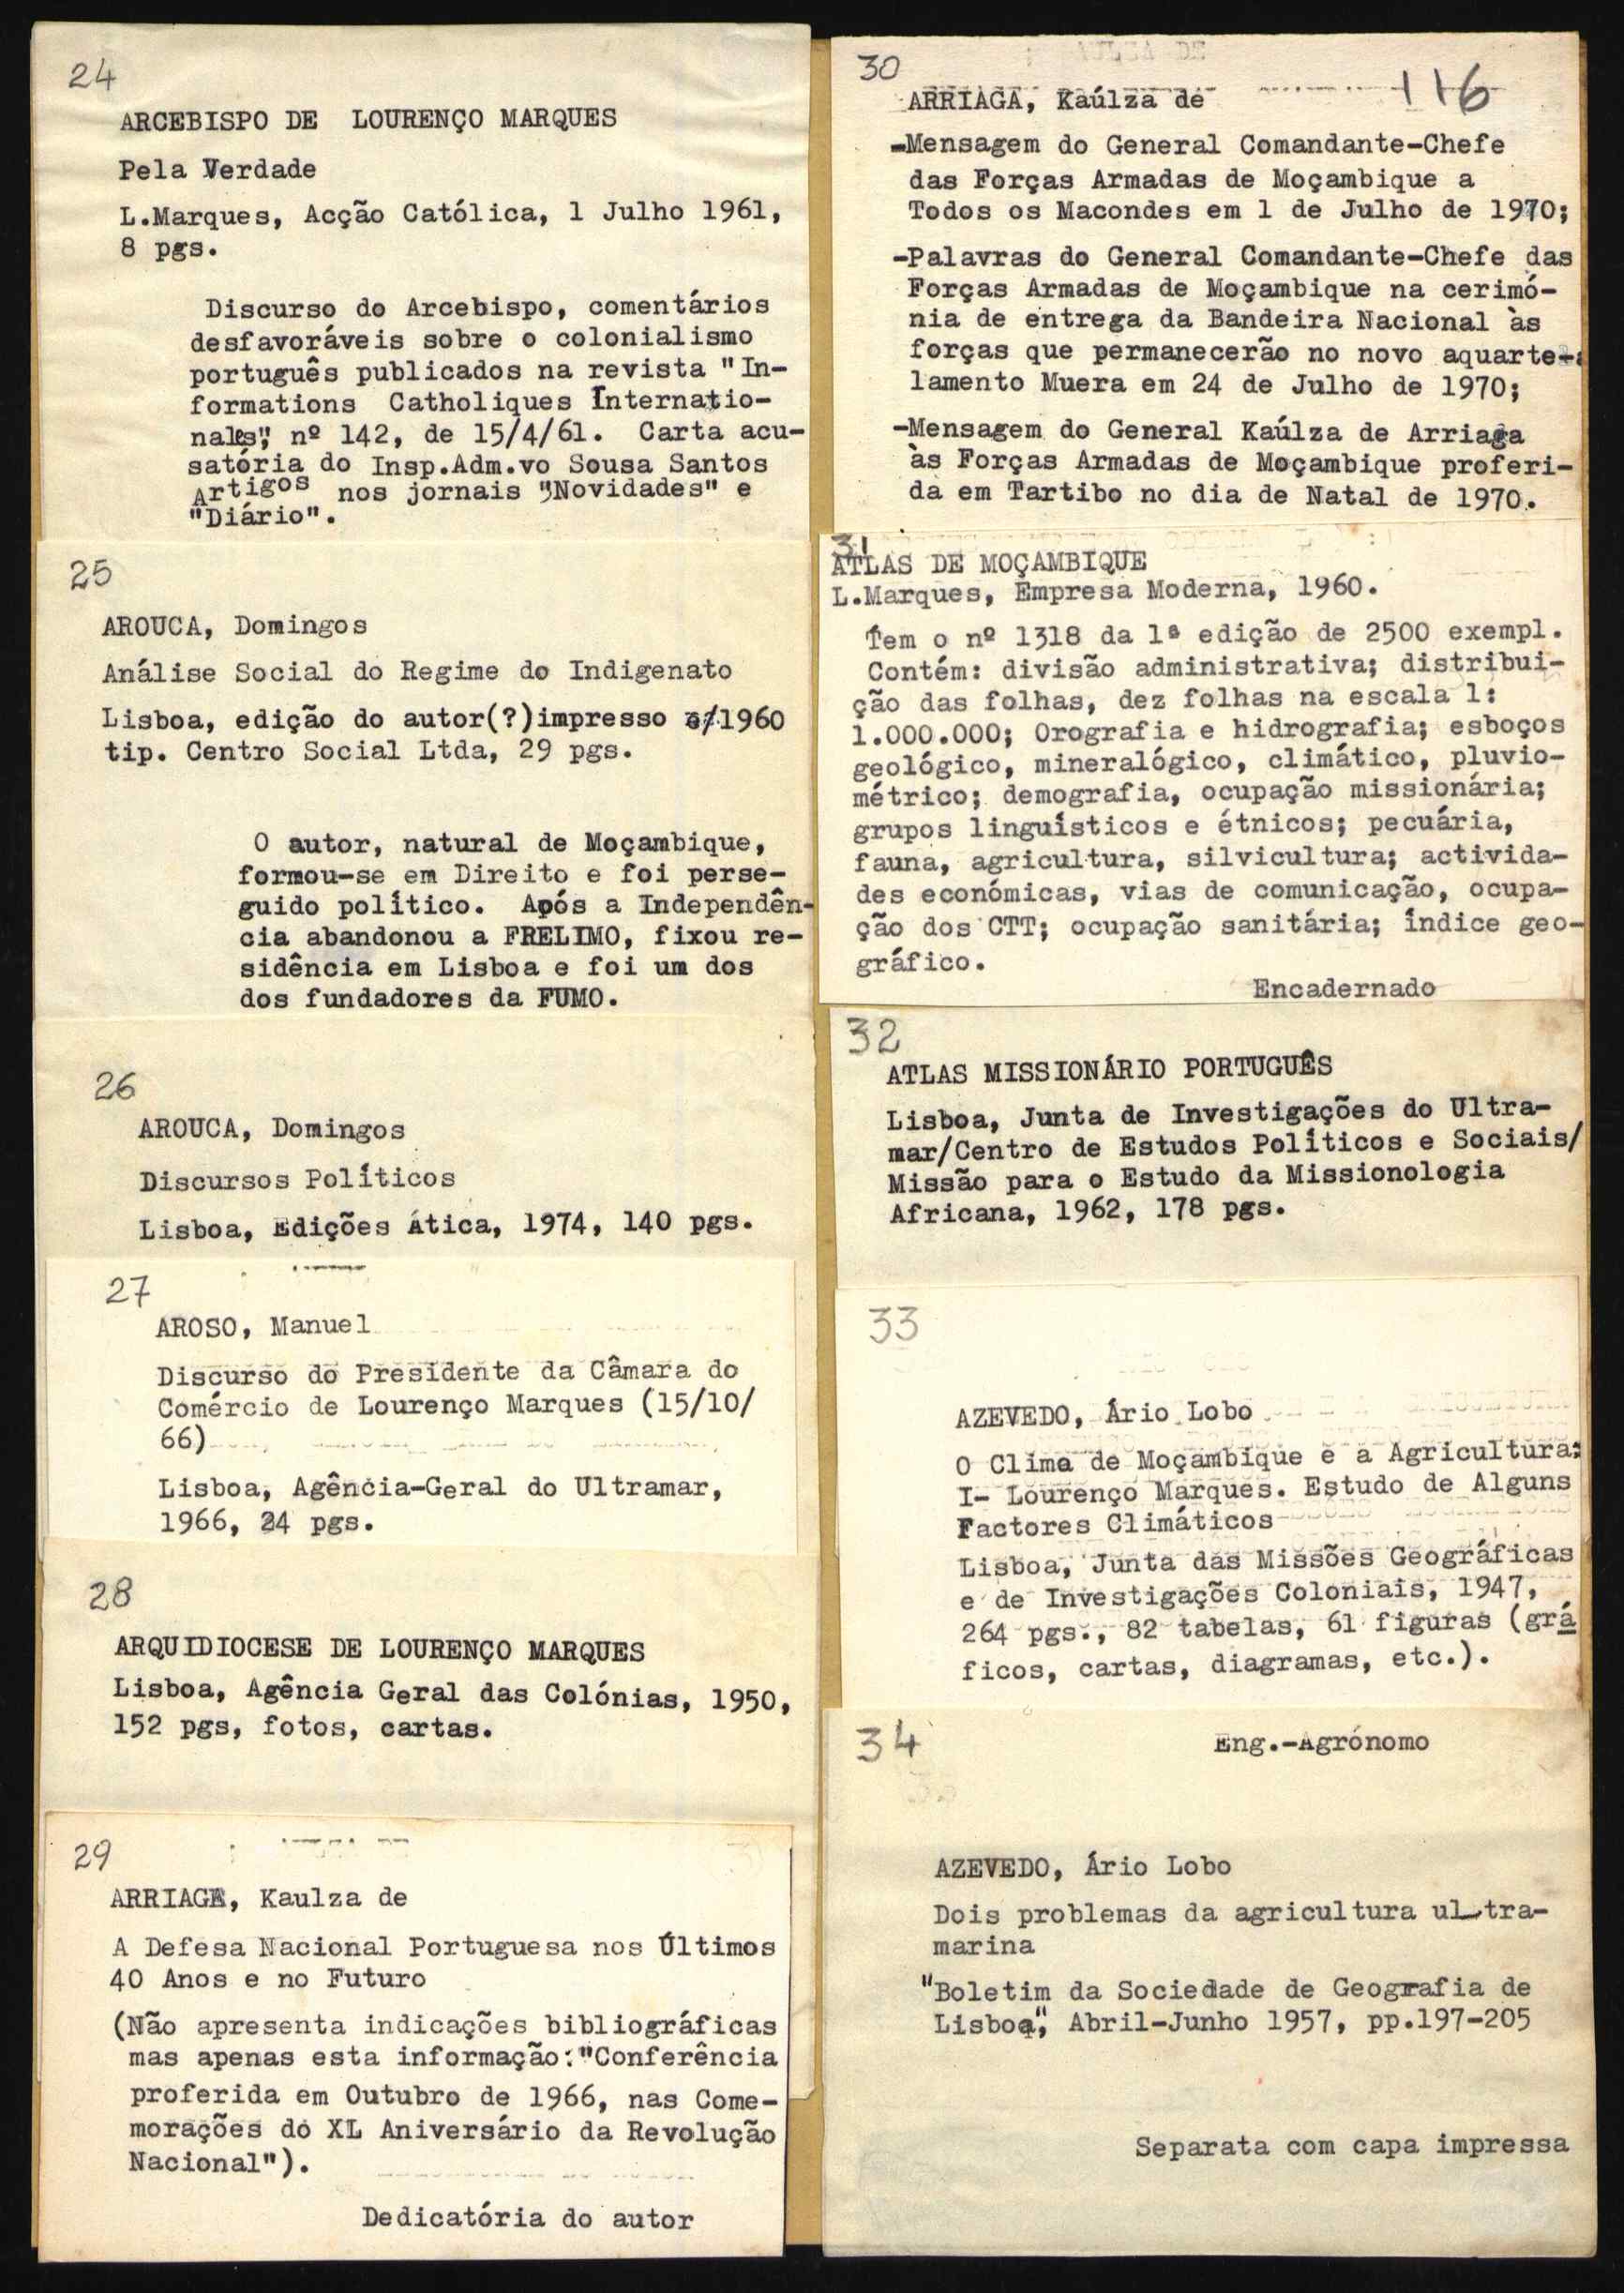 24
ARCEBISPO DE LOURENÇO MARQUES
Pela Verdade
L.Marques, Acção Católica, 1 Julho 1961,
8 pgs.
Discurso do Arcebispo, comentários
desfavoráveis sobre o colonialismo
português publicados na revista "In-
formations Catholiques Internatio-
nales", nº 142, de 15/4/61. Carta acu-
satória do Insp.Adm.vo Sousa Santos
Artigos nos jornais "Novidades" e
"Diário".
25
AROUCA, Domingos
Análise Social do Regime do Indigenato
Lisboa, edição do autor(?)impresso 1960
tip. Centro Social Ltda, 29 pgs.
O autor, natural de Moçambique,
formou-se em Direito e foi perse-
guido político. Após a Independên-
cia abandonou a FRELIMO, fixou re-
sidência em Lisboa e foi um dos
dos fundadores da FUMO.
26
AROUCA, Domingos
Discursos Políticos
Lisboa, Edições Ática, 1974, 140 pgs.
27
AROSO, Manuel
Discurso do Presidente da Câmara do
Comércio de Lourenço Marques (15/10/
66)
Lisboa, Agência-Geral do Ultramar,
1966, 24 pgs.
28
ARQUIDIOCESE DE LOURENÇO MARQUES
Lisboa, Agência Geral das Colónias, 1950,
152 pgs, fotos, cartas.
29
ARRIAGA, Kaulza de
A Defesa Nacional Portuguesa nos Últimos
40 Anos e no Futuro
(Não apresenta indicações bibliográficas
mas apenas esta informação:"Conferência
proferida em Outubro de 1966, nas Come-
morações do XL Aniversário da Revolução
Nacional").
Dedicatória do autor
30
116
ARRIAGA, Kaúlza de
-Mensagem do General Comandante-Chefe
das Forças Armadas de Moçambique a
Todos os Macondes em 1 de Julho de 1970;
-Palavras do General Comandante-Chefe das
Forças Armadas de Moçambique na cerimó-
nia de entrega da Bandeira Nacional às
forças que permanecerão no novo aquarte-
lamento Muera em 24 de Julho de 1970;
-Mensagem do General Kaúlza de Arriaga
às Forças Armadas de Moçambique proferi-
da em Tartibo no dia de Natal de 1970.
31
ATLAS DE MOÇAMBIQUE
L.Marques, Empresa Moderna, 1960.
Tem o nº 1318 da 1ª edição de 2500 exempl.
Contém: divisão administrativa; distribui-
ção das folhas, dez folhas na escala 1:
1.000.000; Orografia e hidrografia; esboços
geológico, mineralógico, climático, pluvio-
métrico; demografia, ocupação missionária;
grupos linguísticos e étnicos; pecuária,
fauna, agricultura, silvicultura; activida-
des económicas, vias de comunicação, ocupa-
ção dos CTT; ocupação sanitária; índice geo-
gráfico.
Encadernado
32
ATLAS MISSIONÁRIO PORTUGUÊS
Lisboa, Junta de Investigações do Ultra-
mar/Centro de Estudos Políticos e Sociais/
Missão para o Estudo da Missionologia
Africana, 1962, 178 pgs.
33
AZEVEDO, Ário Lobo
O Clima de Moçambique e a Agricultura:
I- Lourenço Marques. Estudo de Alguns
Factores Climáticos
Lisboa, Junta das Missões Geográficas
e de Investigações Coloniais, 1947,
264 pgs., 82 tabelas, 61 figuras (grá
ficos, cartas, diagramas, etc.).
34
Eng.-Agrónomo
AZEVEDO, Ário Lobo
Dois problemas da agricultura ultra-
marina
"Boletim da Sociedade de Geografia de
Lisboa", Abril-Junho 1957, pp.197-205
Separata com capa impressa